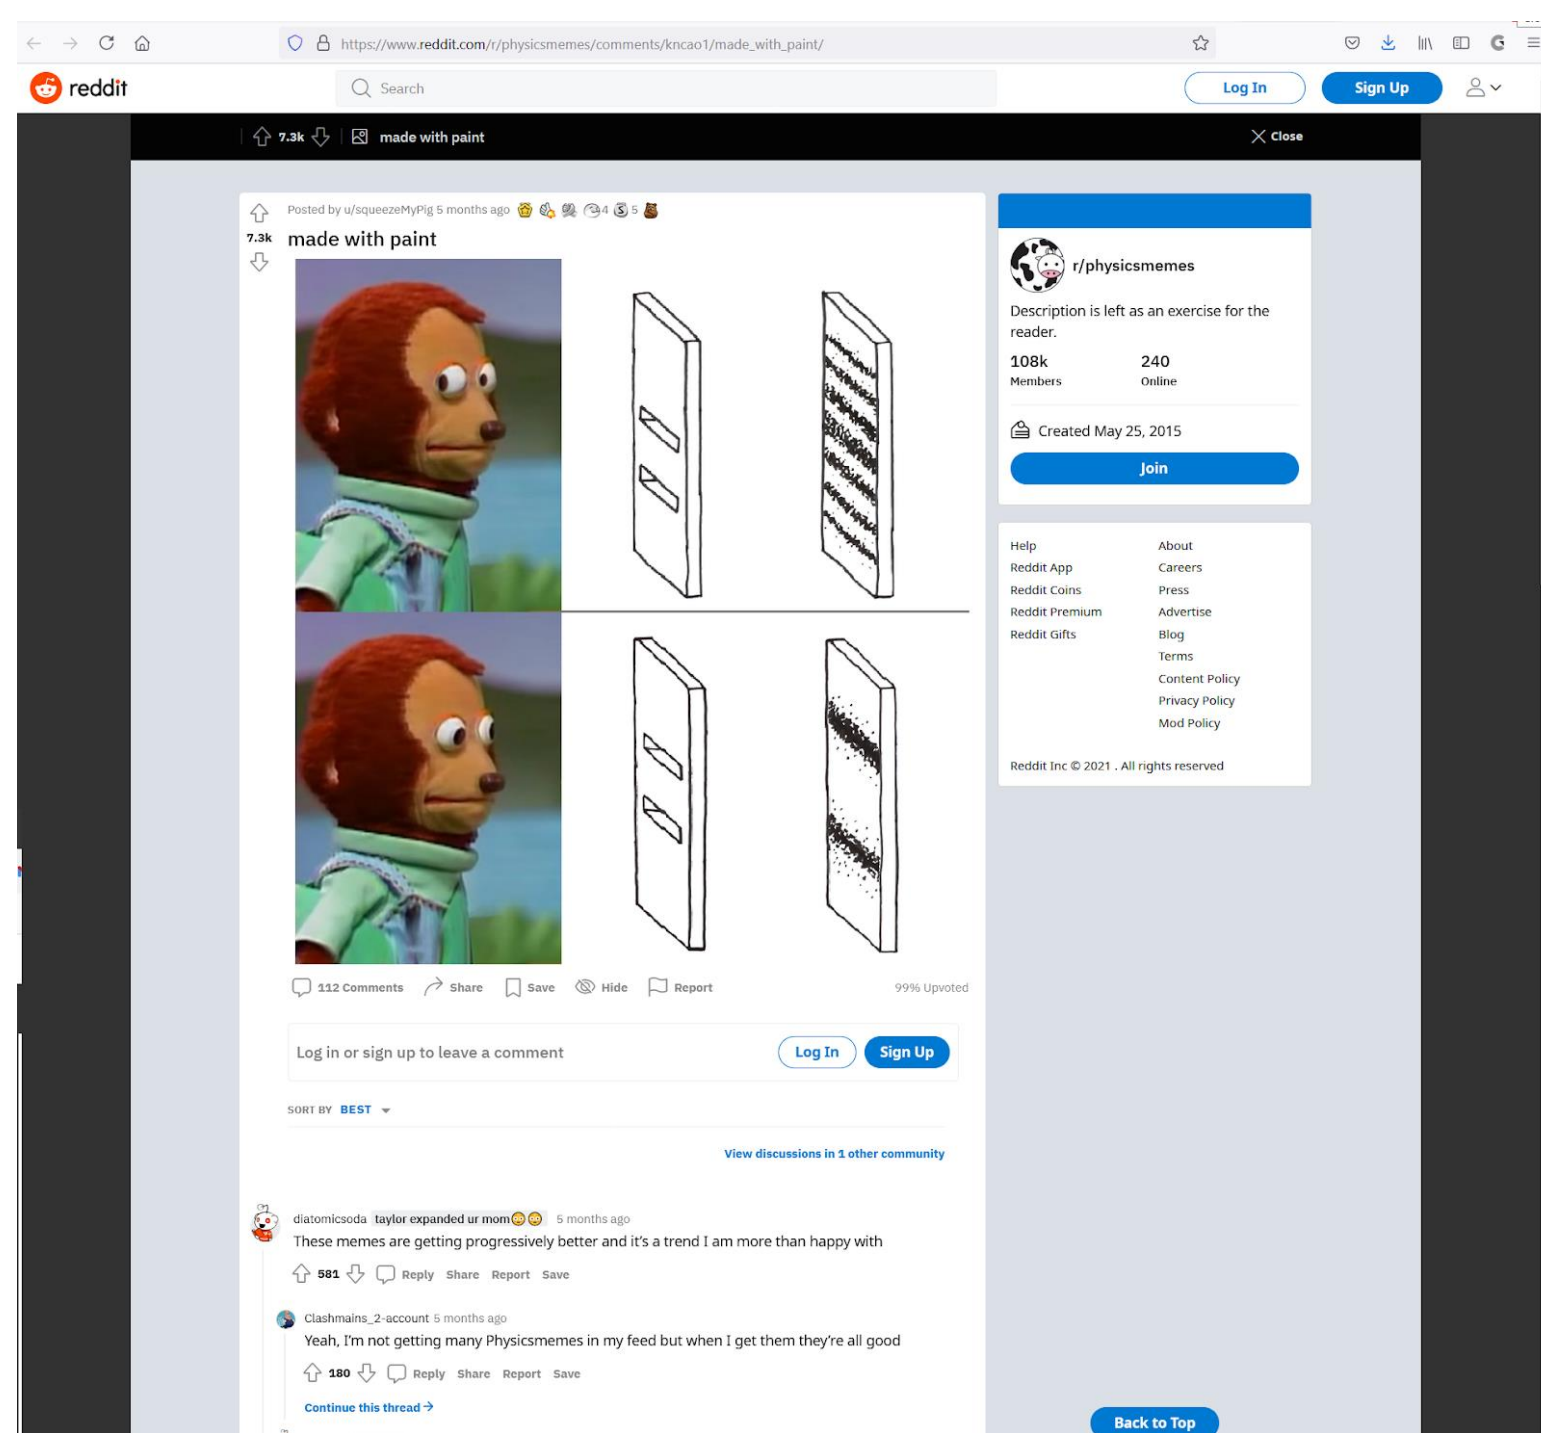 https://www.reddit.com/r/physicsmemes/comments/kncao1/made_with_paint/
reddit
Search
Log In
Sign Up
7.3k
made with paint
Close
Posted by u/squeezeMyPig 5 months ago
4
5
7.3k
made with paint
r/physicsmemes
Description is left as an exercise for the
reader.
108k
240
Members
Online
Created May 25, 2015
Join
Help
About
Reddit App
Careers
Reddit Coins
Press
Reddit Premium
Advertise
Reddit Gifts
Blog
Terms
Content Policy
Privacy Policy
Mod Policy
Reddit Inc © 2021 . All rights reserved
112 Comments
Share
Save
Hide
Report
99% Upvoted
Log in or sign up to leave a comment
Log In
Sign Up
SORT BY BEST
View discussions in 1 other community
diatomicsoda taylor expanded ur mom😳😳 5 months ago
These memes are getting progressively better and it's a trend I am more than happy with
581 Reply Share Report Save
Clashmains_2-account 5 months ago
Yeah, I'm not getting many Physicsmemes in my feed but when I get them they're all good
180 Reply Share Report Save
Continue this thread →
Back to Top